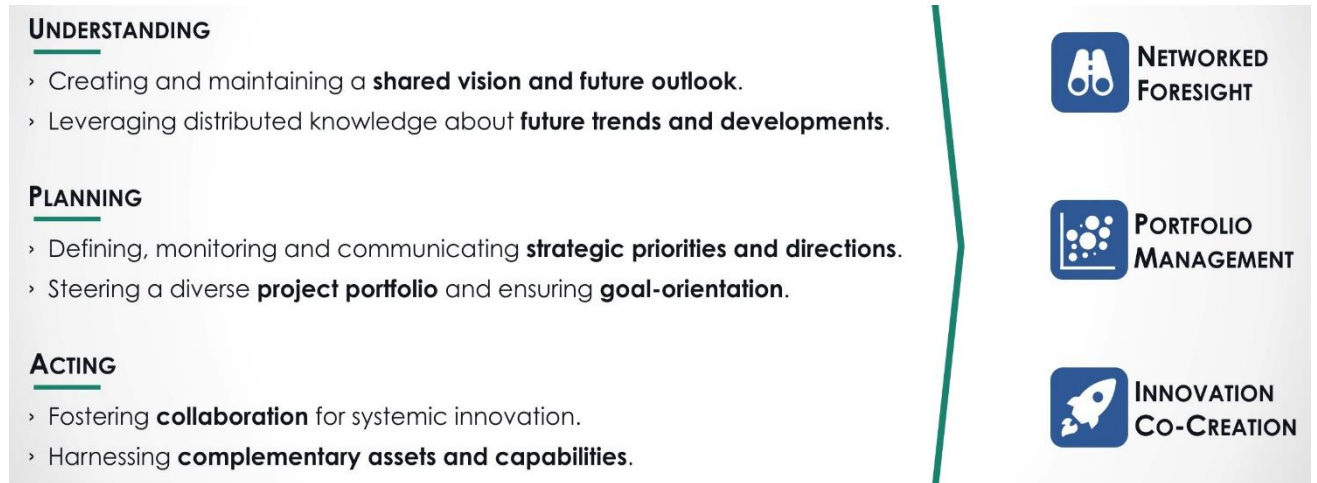 UNDERSTANDING
› Creating and maintaining a shared vision and future outlook.
› Leveraging distributed knowledge about future trends and developments.
PLANNING
› Defining, monitoring and communicating strategic priorities and directions.
› Steering a diverse project portfolio and ensuring goal-orientation.
ACTING
› Fostering collaboration for systemic innovation.
› Harnessing complementary assets and capabilities.
NETWORKED
FORESIGHT
PORTFOLIO
MANAGEMENT
INNOVATION
CO-CREATION